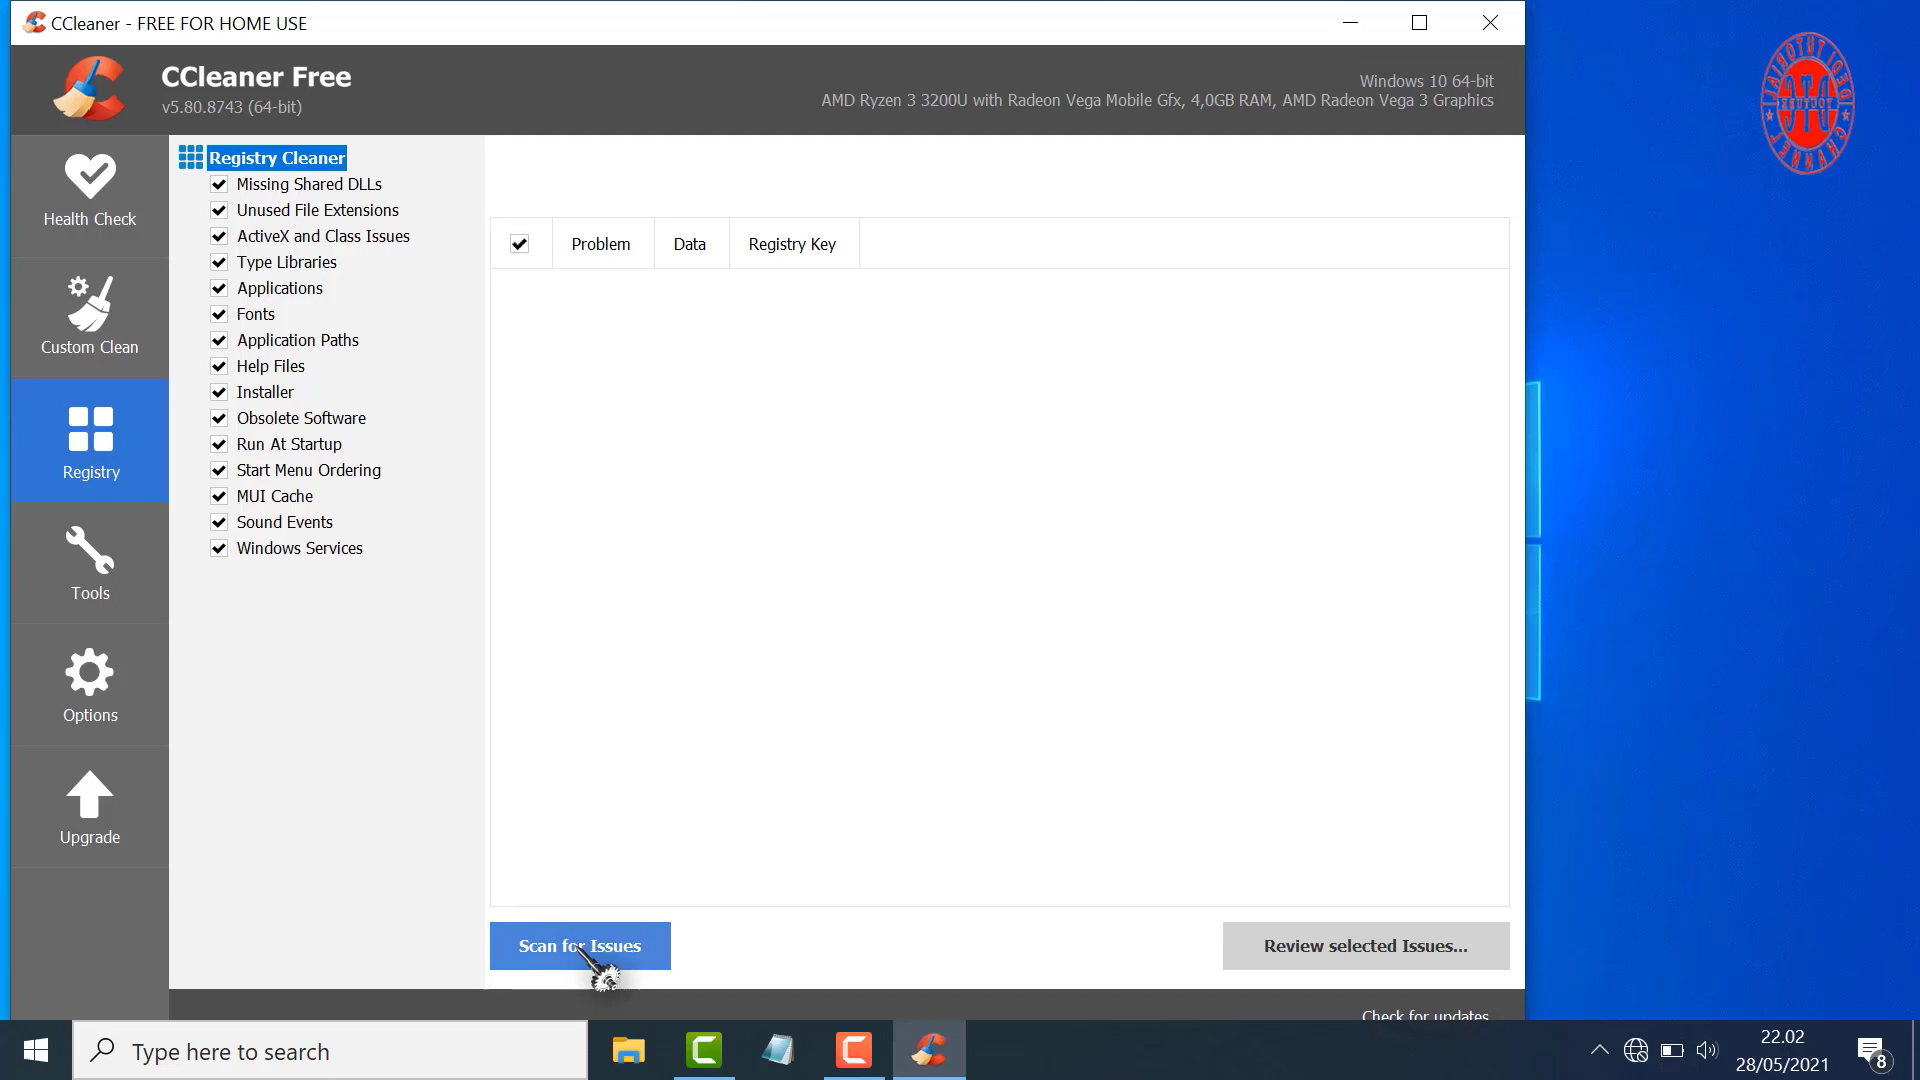 CCleaner - FREE FOR HOME USE
CCleaner Free
v5.80.8743 (64-bit)
Windows 10 64-bit
AMD Ryzen 3 3200U with Radeon Vega Mobile Gfx, 4,0GB RAM, AMD Radeon Vega 3 Graphics
Health Check
Custom Clean
Registry
Tools
Options
Upgrade
Registry Cleaner
Missing Shared DLLs
Unused File Extensions
ActiveX and Class Issues
Type Libraries
Applications
Fonts
Application Paths
Help Files
Installer
Obsolete Software
Run At Startup
Start Menu Ordering
MUI Cache
Sound Events
Windows Services
Problem Data Registry Key
Scan for Issues
Review selected Issues...
Check for updates
Type here to search
22.02
28/05/2021
8